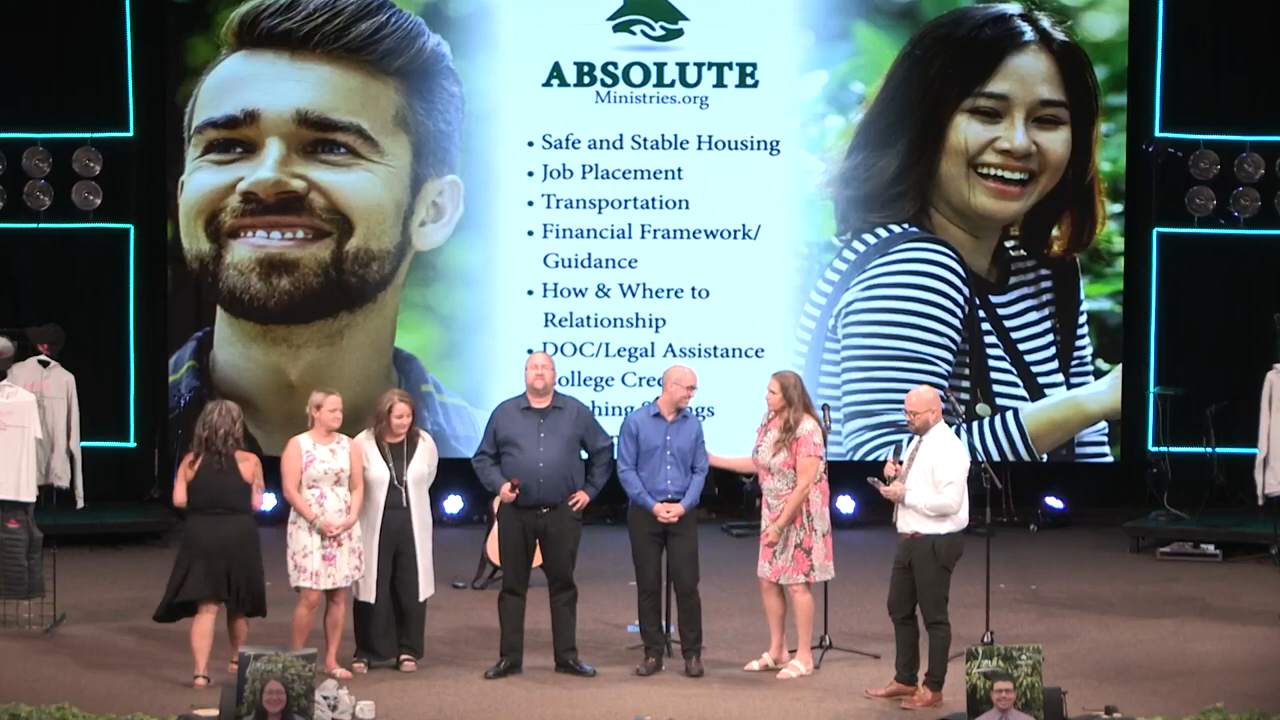 ABSOLUTE
Ministries.org
• Safe and Stable Housing
• Job Placement
• Transportation
• Financial Framework/
Guidance
• How & Where to
Relationship
• DOC/Legal Assistance